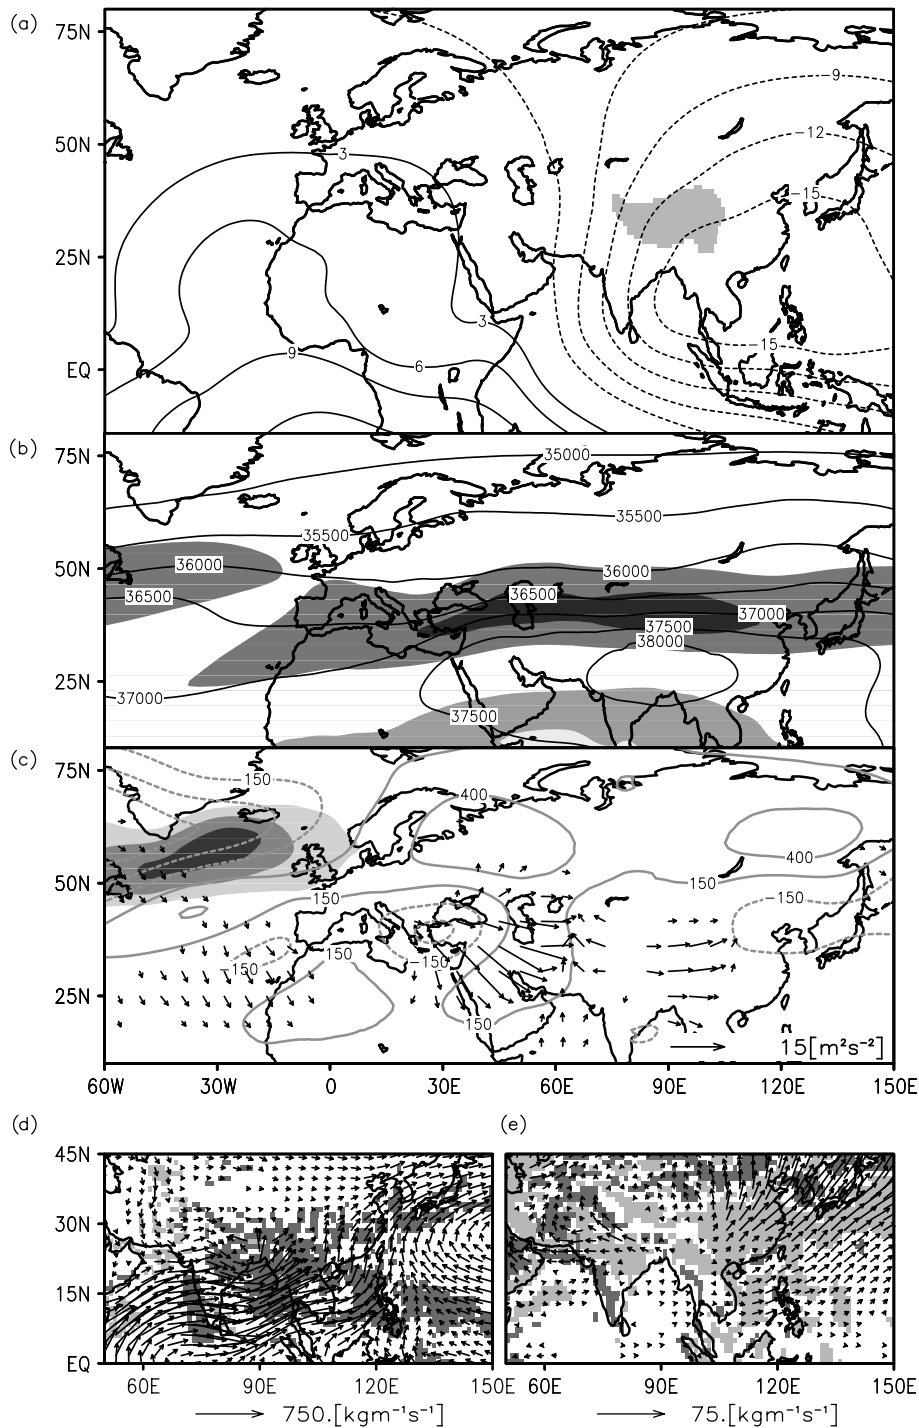 (a)
75N
50N
25N
EQ
-9
-12
3
-15
3
-15
9
6
(b)
75N
50N
25N
35000
35500
35500
36000
36000
36500
36500
37000
37500
38000
37000
37500
(c)
75N
50N
25N
-150
400
400
150
150
-150
150
-150
-150
150
15[m²s⁻²]
60W 30W 0 30E 60E 90E 120E 150E
(d)
(e)
45N
30N
15N
EQ
60E 90E 120E 150E
60E 90E 120E 150E
750.[kgm⁻¹s⁻¹]
75.[kgm⁻¹s⁻¹]